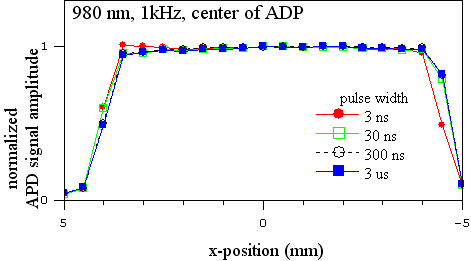 980 nm, 1kHz, center of ADP
normalized
APD signal amplitude
1
0
pulse width
3 ns
30 ns
300 ns
3 us
5
0
-5
x-position (mm)